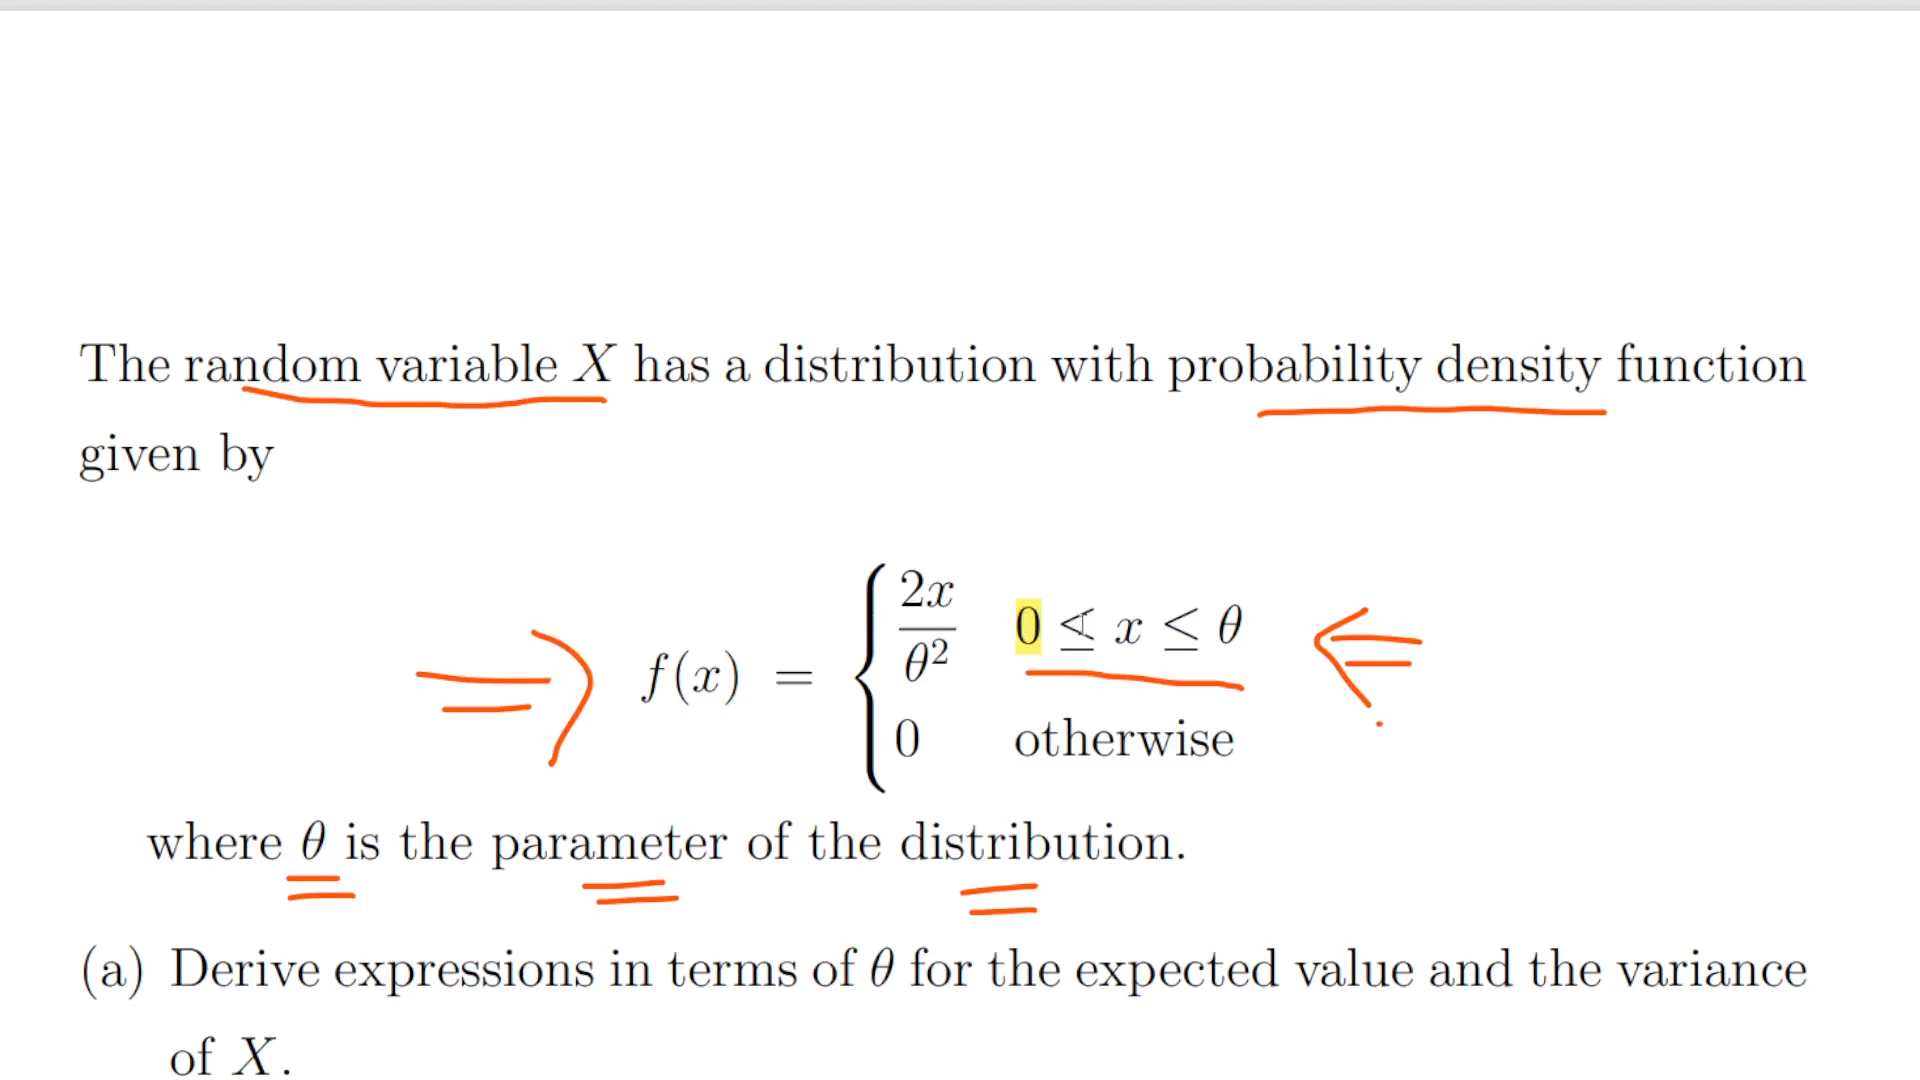 The random variable X has a distribution with probability density function
given by
f(x) = { 2x/θ² 0 ≤ x ≤ θ
0 otherwise
where θ is the parameter of the distribution.
(a) Derive expressions in terms of θ for the expected value and the variance
of X.